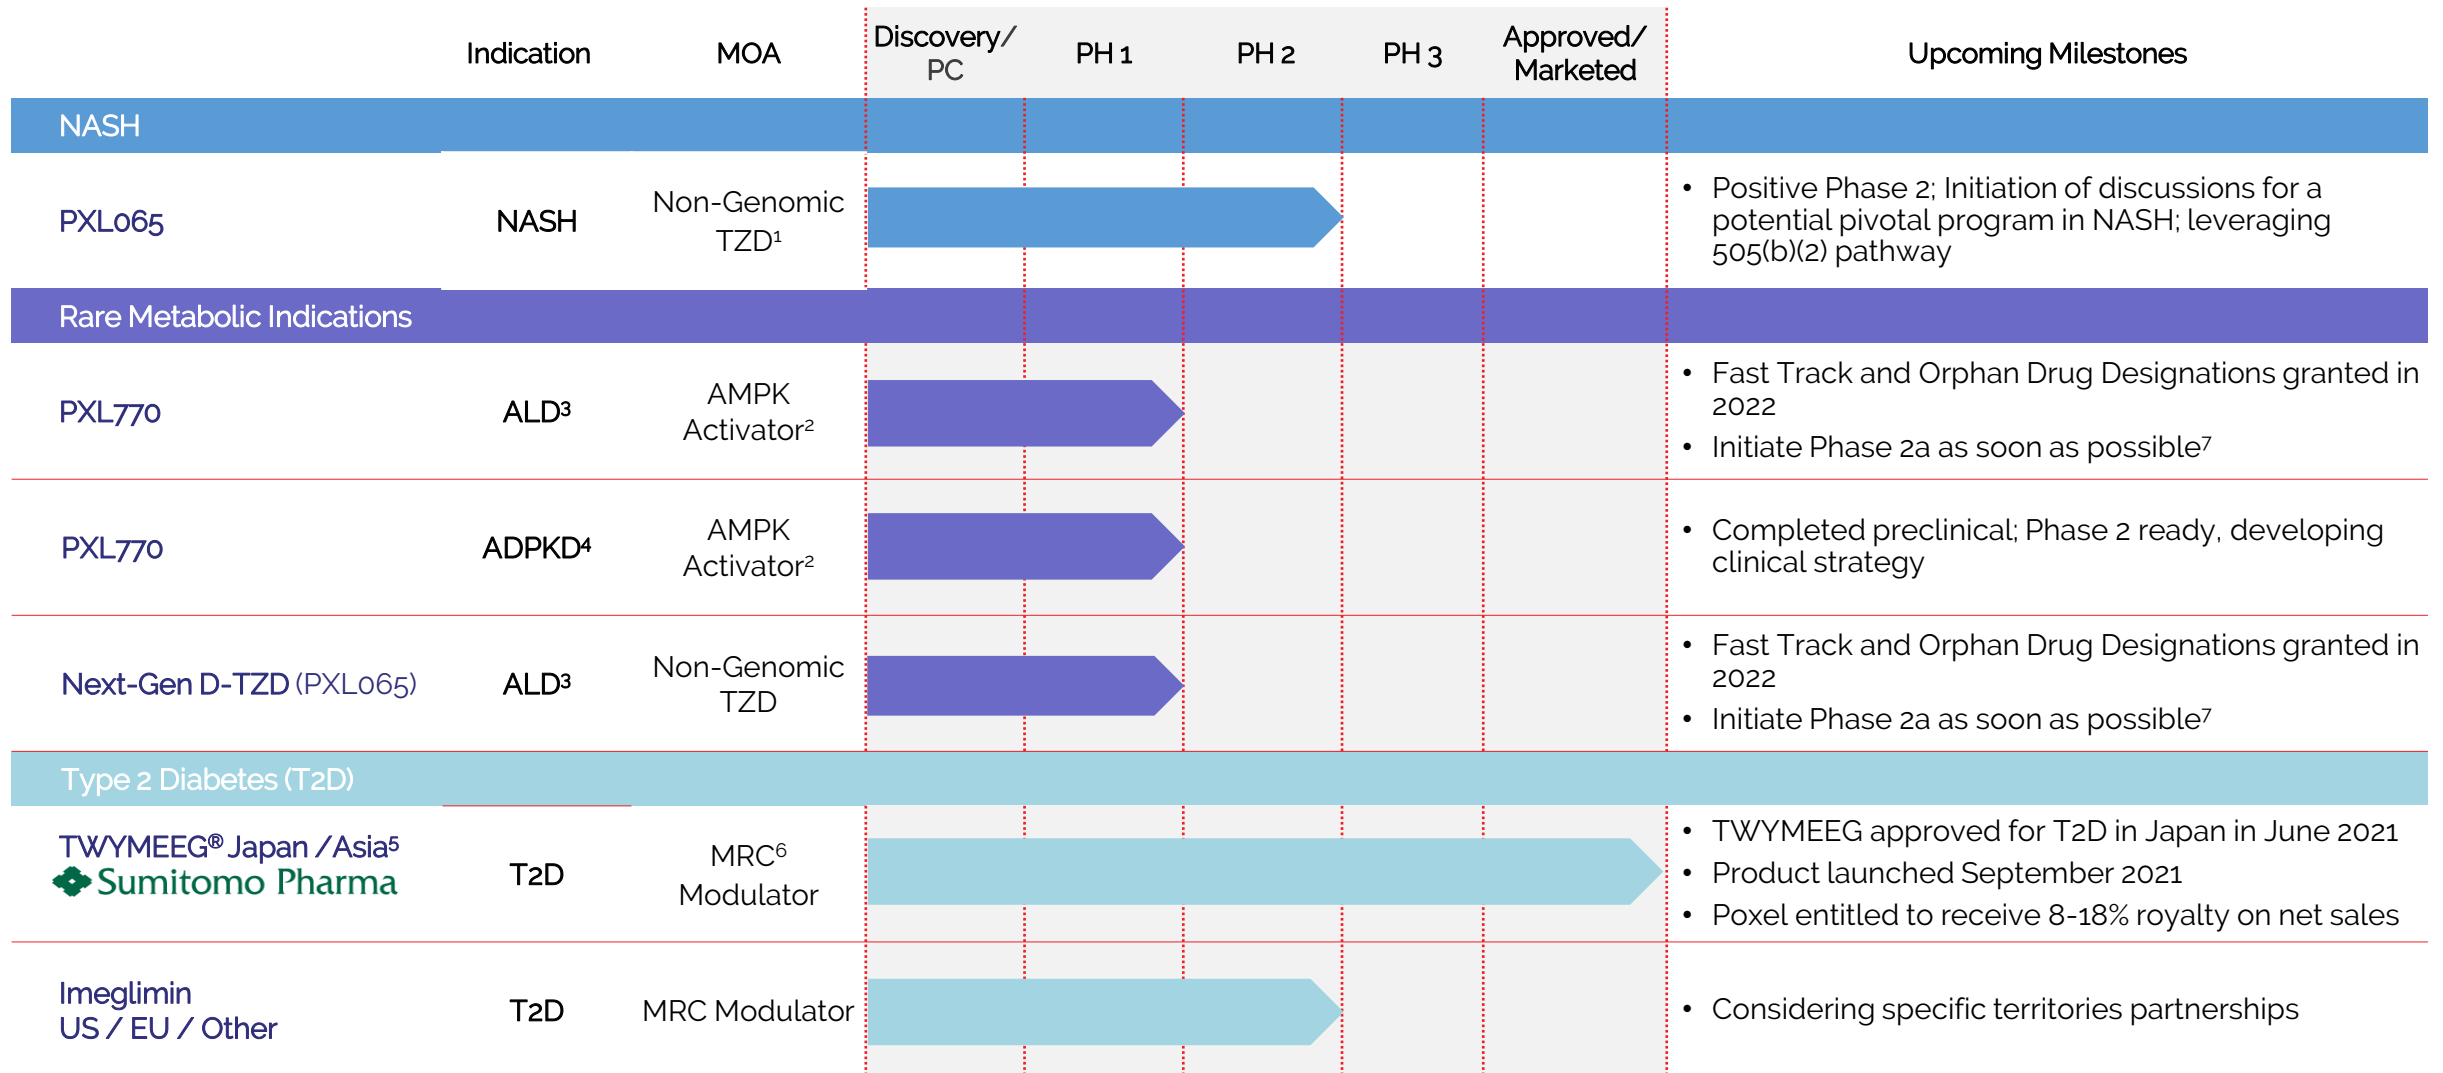 Indication
MOA
Discovery/
PC
PH 1
PH 2
PH 3
Approved/
Marketed
Upcoming Milestones
NASH
PXL065
NASH
Non-Genomic
TZD¹
• Positive Phase 2; Initiation of discussions for a
potential pivotal program in NASH; leveraging
505(b)(2) pathway
Rare Metabolic Indications
PXL770
ALD³
AMPK
Activator²
• Fast Track and Orphan Drug Designations granted in
2022
• Initiate Phase 2a as soon as possible⁷
PXL770
ADPKD⁴
AMPK
Activator²
• Completed preclinical; Phase 2 ready, developing
clinical strategy
Next-Gen D-TZD (PXL065)
ALD³
Non-Genomic
TZD
• Fast Track and Orphan Drug Designations granted in
2022
• Initiate Phase 2a as soon as possible⁷
Type 2 Diabetes (T2D)
TWYMEEG® Japan /Asia⁵
Sumitomo Pharma
T2D
MRC⁶
Modulator
• TWYMEEG approved for T2D in Japan in June 2021
• Product launched September 2021
• Poxel entitled to receive 8-18% royalty on net sales
Imeglimin
US / EU / Other
T2D
MRC Modulator
• Considering specific territories partnerships